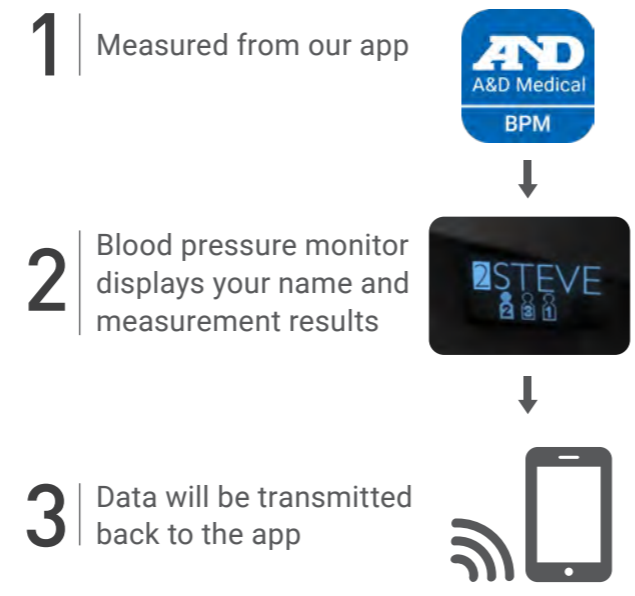 1
Measured from our app
AND
A&D Medical
BPM
2
Blood pressure monitor
displays your name and
measurement results
2STEVE
2 3 1
3
Data will be transmitted
back to the app